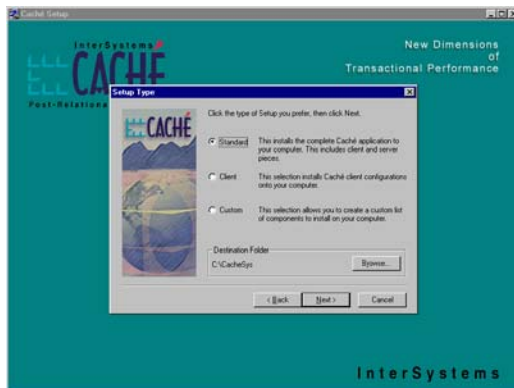 Caché Setup
InterSystems
CACHÉ
Post-Relationa
New Dimensions
of
Transactional Performance
Setup Type
CACHÉ
Click the type of Setup you prefer, then click Next.
Standard
This installs the complete Caché application to
your computer. This includes client and server
pieces.
Client
This selection installs Caché client configurations
onto your computer.
Custom
This selection allows you to create a custom list
of components to install on your computer.
Destination Folder
C:\CacheSys
Browse...
< Back
Next >
Cancel
InterSystems